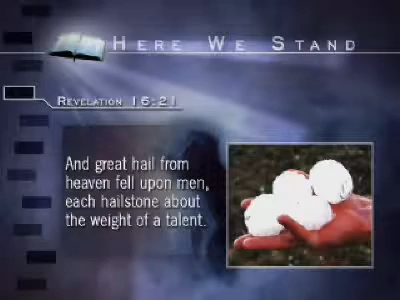 HERE WE STAND
REVELATION 16:21
And great hail from
heaven fell upon men,
each hailstone about
the weight of a talent.